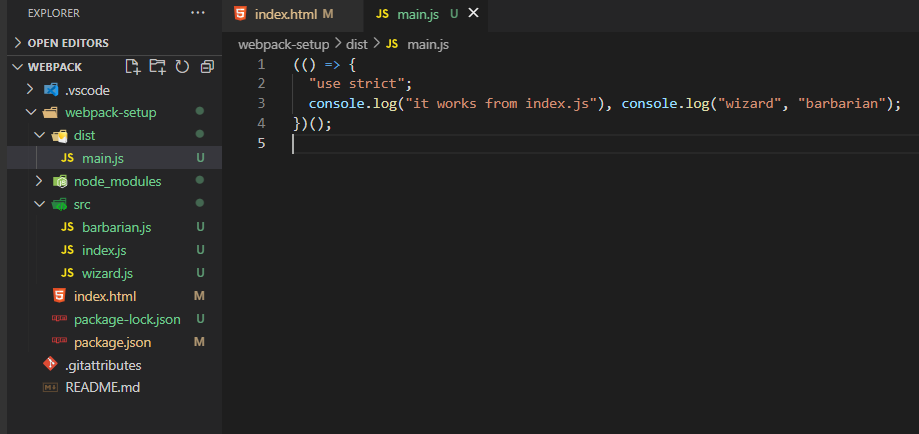 EXPLORER
OPEN EDITORS
WEBPACK
.vscode
webpack-setup
dist
JS main.js U
node_modules
src
JS barbarian.js U
JS index.js U
JS wizard.js U
index.html M
package-lock.json U
package.json M
.gitattributes
README.md
index.html M JS main.js U
webpack-setup > dist > JS main.js
1 (() => {
2 "use strict";
3 console.log("it works from index.js"), console.log("wizard", "barbarian");
4 })();
5